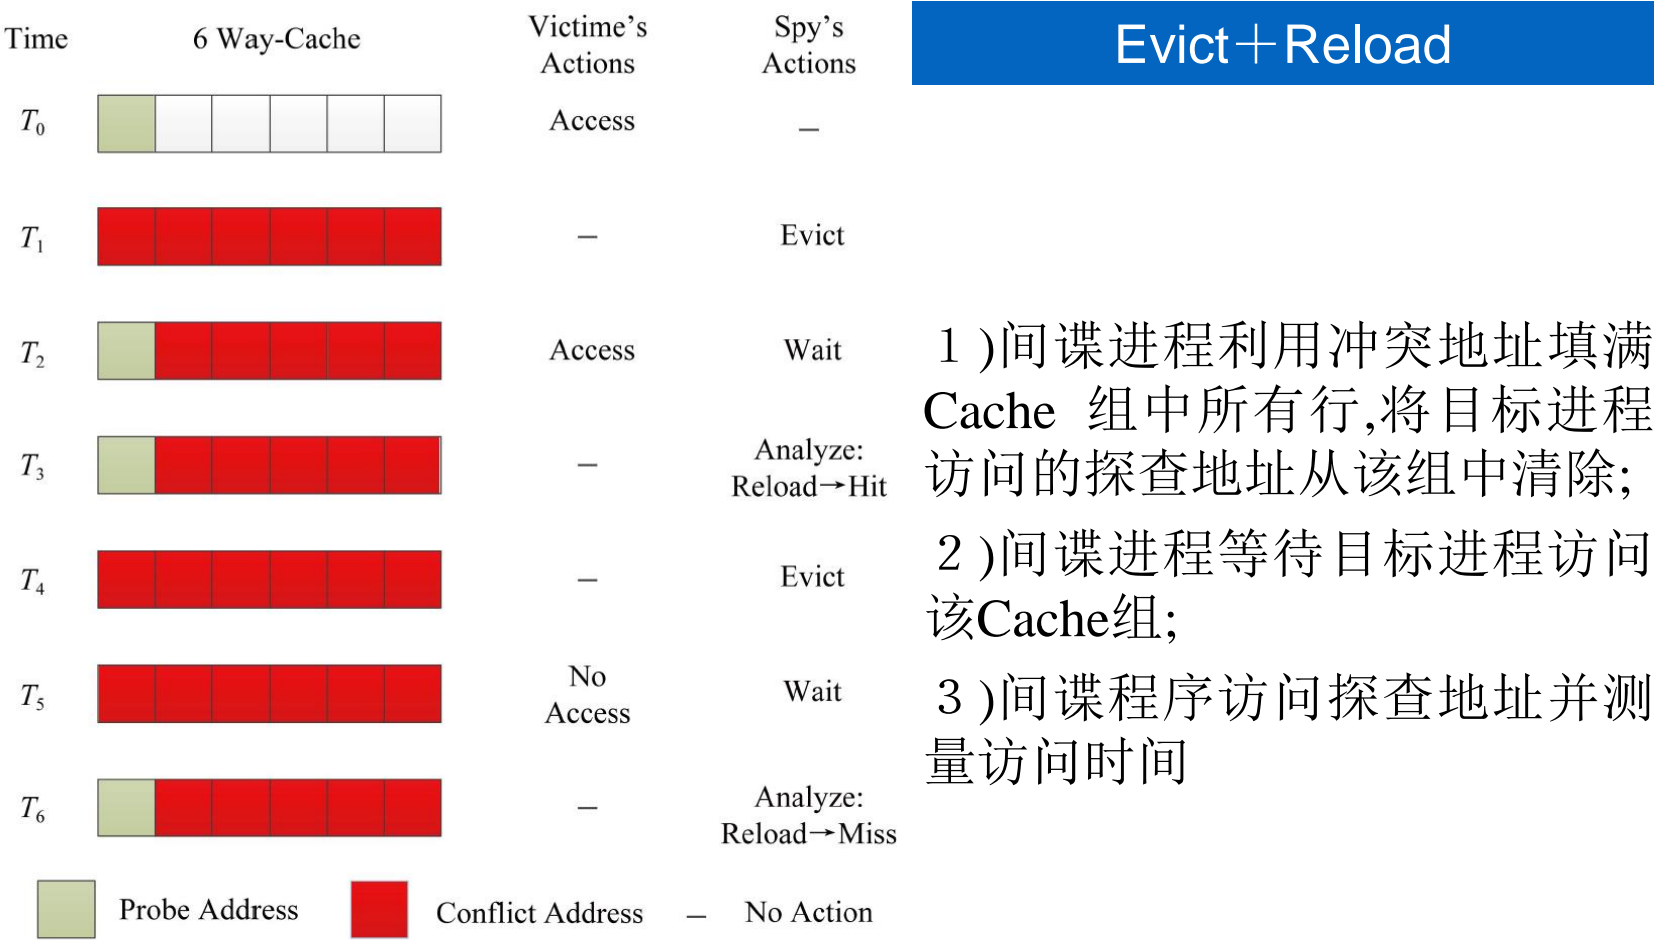 Evict＋Reload
Time
6 Way-Cache
Victime’s
Actions
Spy’s
Actions
T0
Access
–
T1
–
Evict
T2
Access
Wait
T3
–
Analyze:
Reload→Hit
T4
–
Evict
T5
No
Access
Wait
T6
–
Analyze:
Reload→Miss
Probe Address
Conflict Address
– No Action
１)间谍进程利用冲突地址填满
Cache 组中所有行,将目标进程
访问的探查地址从该组中清除;
２)间谍进程等待目标进程访问
该Cache组;
３)间谍程序访问探查地址并测
量访问时间